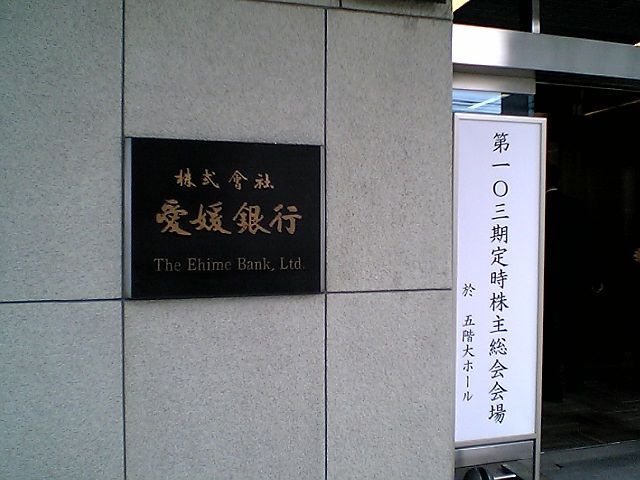 株式會社
愛媛銀行
The Ehime Bank, Ltd.
第一〇三期定時株主総会会場
於 五階大ホール